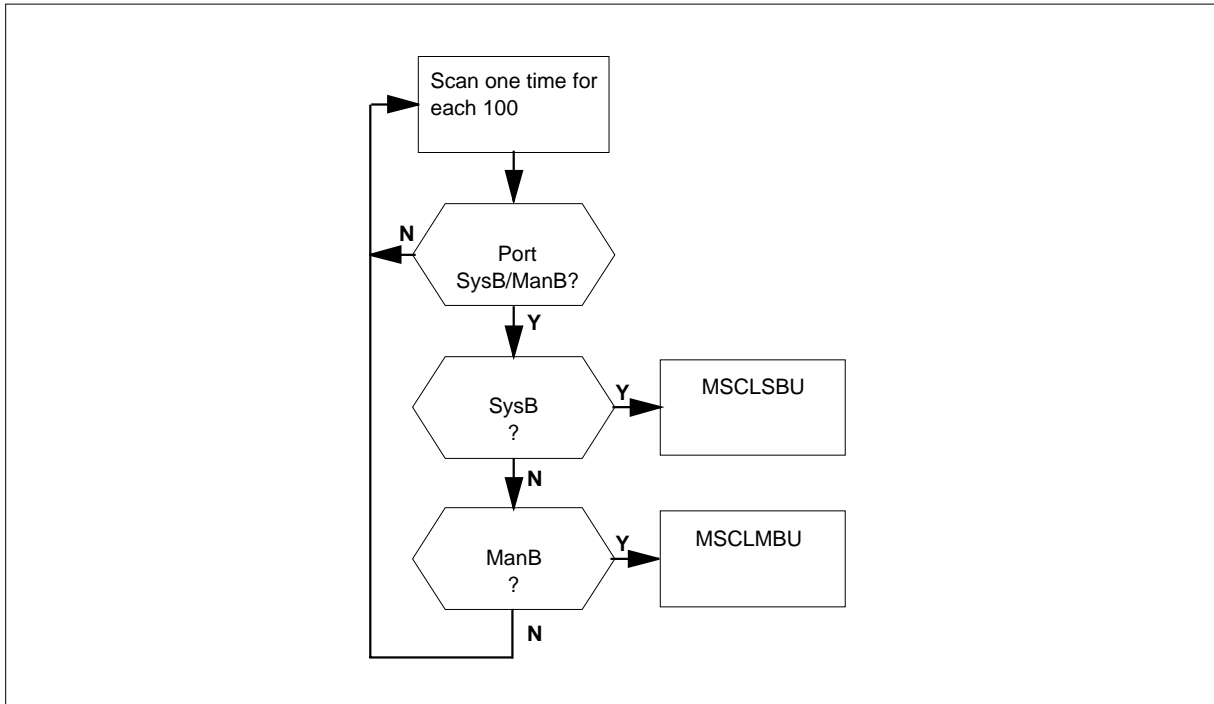 Scan one time for
each 100
N
Port
SysB/ManB?
Y
SysB
?
Y
MSCLSBU
N
ManB
?
Y
MSCLMBU
N